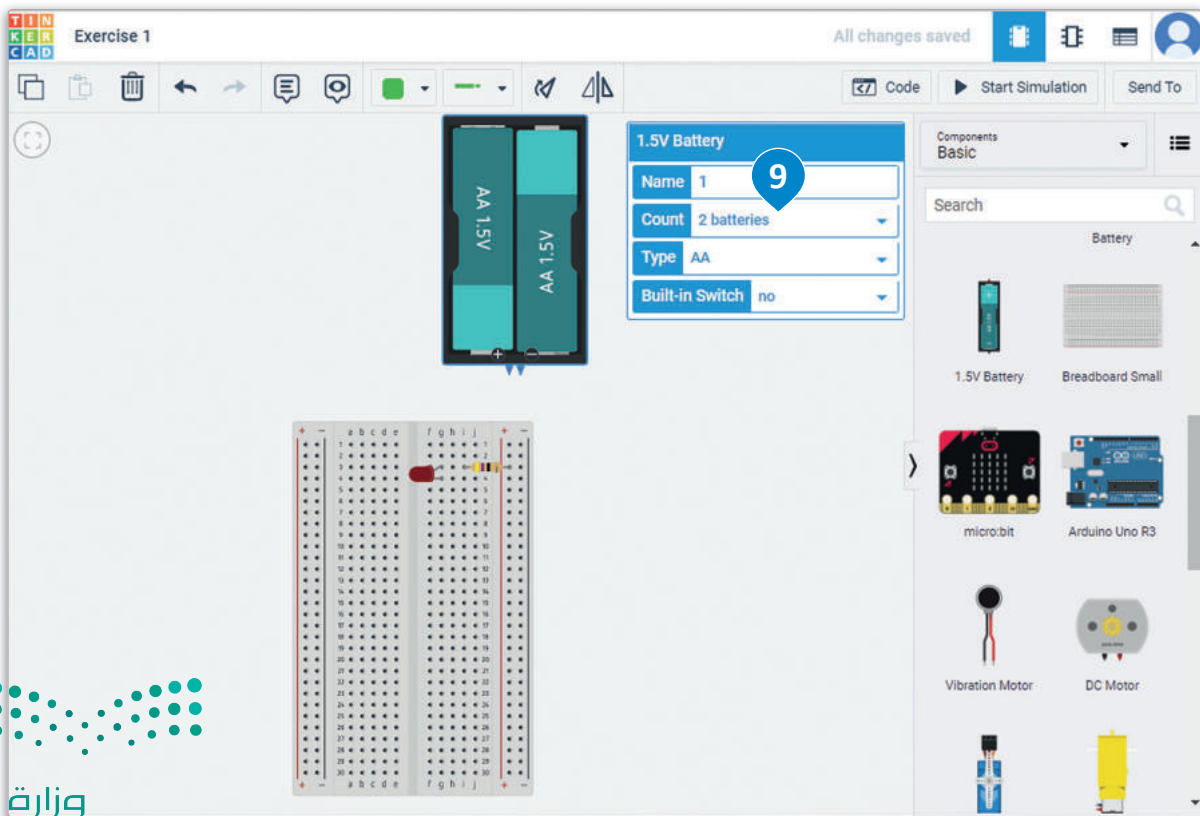 TIN
KER
CAD
Exercise 1
All changes saved
Code
Start Simulation
Send To
AA 1.5V
AA 1.5V
+ −
1.5V Battery
Name 1
9
Count 2 batteries
Type AA
Built-in Switch no
Components
Basic
Search
Battery
1.5V Battery
Breadboard Small
micro:bit
Arduino Uno R3
Vibration Motor
DC Motor
+ − a b c d e f g h i j + −
+ − a b c d e f g h i j + −
وزارة